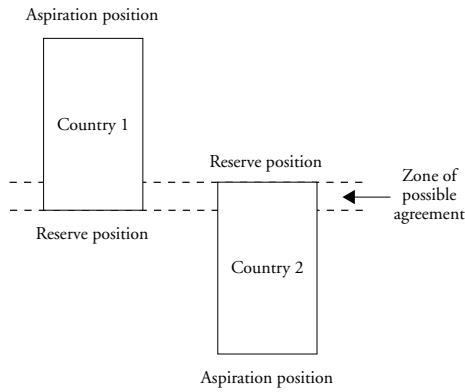 Aspiration position
Country 1
Reserve position
Zone of
possible
agreement
Reserve position
Country 2
Aspiration position